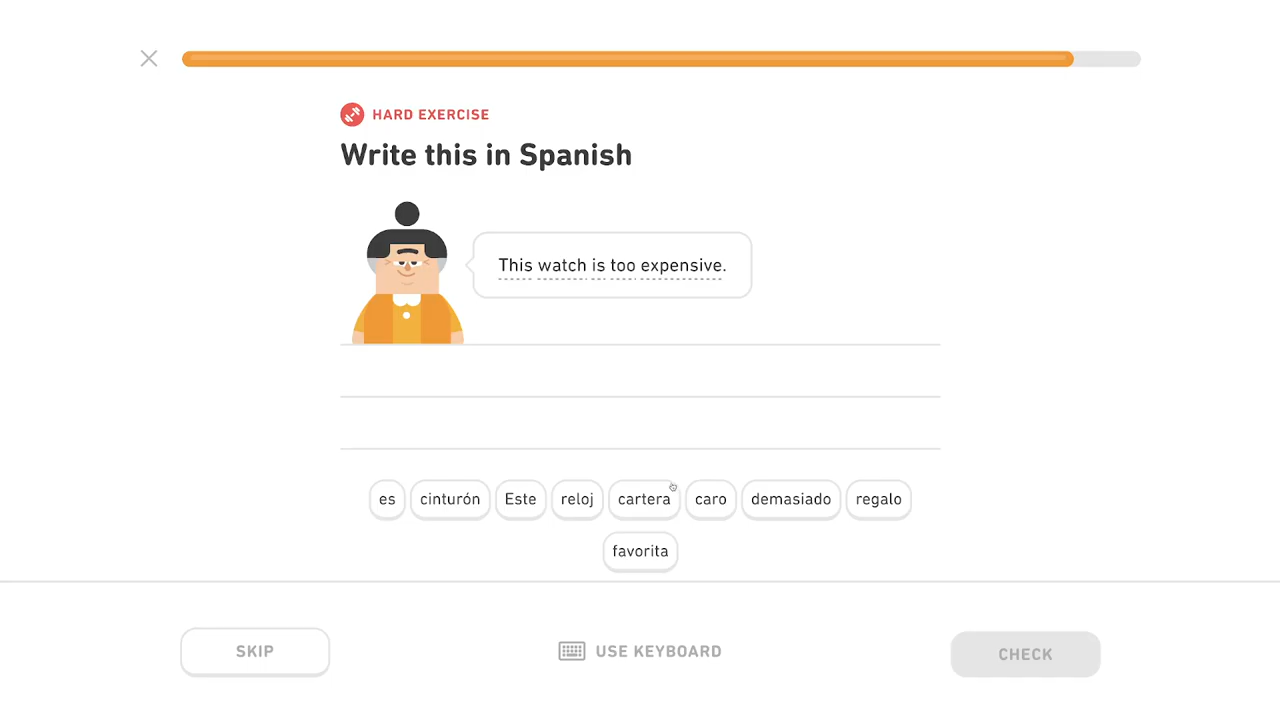 HARD EXERCISE
Write this in Spanish
This watch is too expensive.
es cinturón Este reloj cartera caro demasiado regalo
favorita
SKIP USE KEYBOARD CHECK